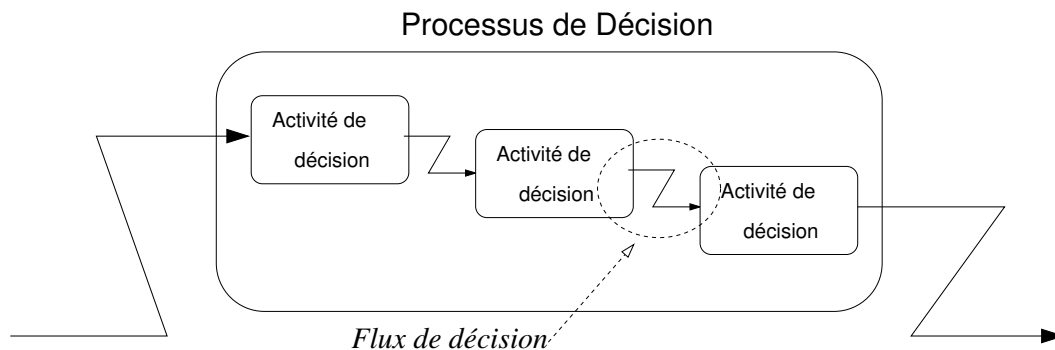 Processus de Décision
Activité de
décision
Activité de
décision
Activité de
décision
Flux de décision